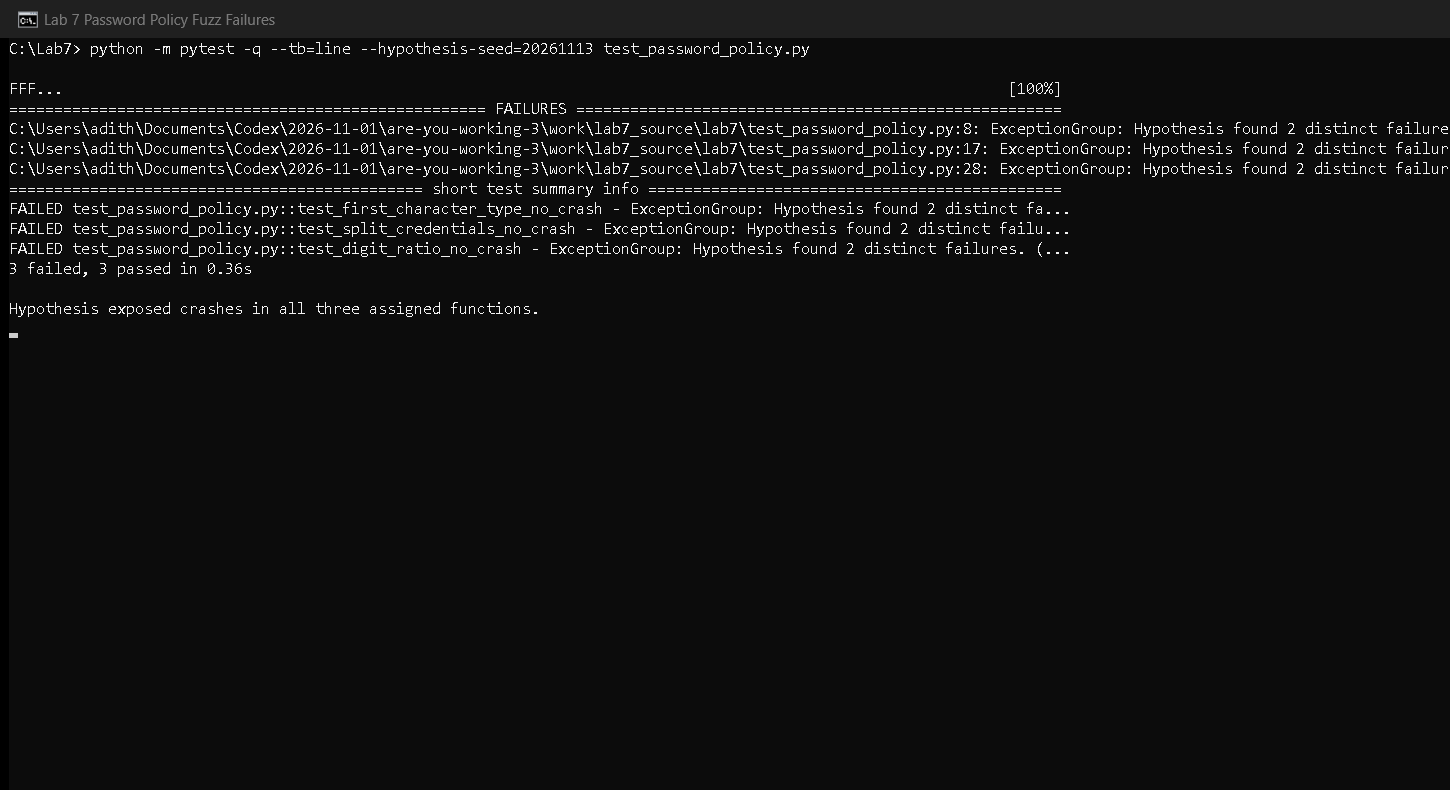 Lab 7 Password Policy Fuzz Failures
C:\Lab7> python -m pytest -q --tb=line --hypothesis-seed=20261113 test_password_policy.py
FFF... [100%]
===================================================== FAILURES ======================================================
C:\Users\adith\Documents\Codex\2026-11-01\are-you-working-3\work\lab7_source\lab7\test_password_policy.py:8: ExceptionGroup: Hypothesis found 2 distinct failure
C:\Users\adith\Documents\Codex\2026-11-01\are-you-working-3\work\lab7_source\lab7\test_password_policy.py:17: ExceptionGroup: Hypothesis found 2 distinct failur
C:\Users\adith\Documents\Codex\2026-11-01\are-you-working-3\work\lab7_source\lab7\test_password_policy.py:28: ExceptionGroup: Hypothesis found 2 distinct failur
============================================== short test summary info ==============================================
FAILED test_password_policy.py::test_first_character_type_no_crash - ExceptionGroup: Hypothesis found 2 distinct fa...
FAILED test_password_policy.py::test_split_credentials_no_crash - ExceptionGroup: Hypothesis found 2 distinct failu...
FAILED test_password_policy.py::test_digit_ratio_no_crash - ExceptionGroup: Hypothesis found 2 distinct failures. (...
3 failed, 3 passed in 0.36s
Hypothesis exposed crashes in all three assigned functions.